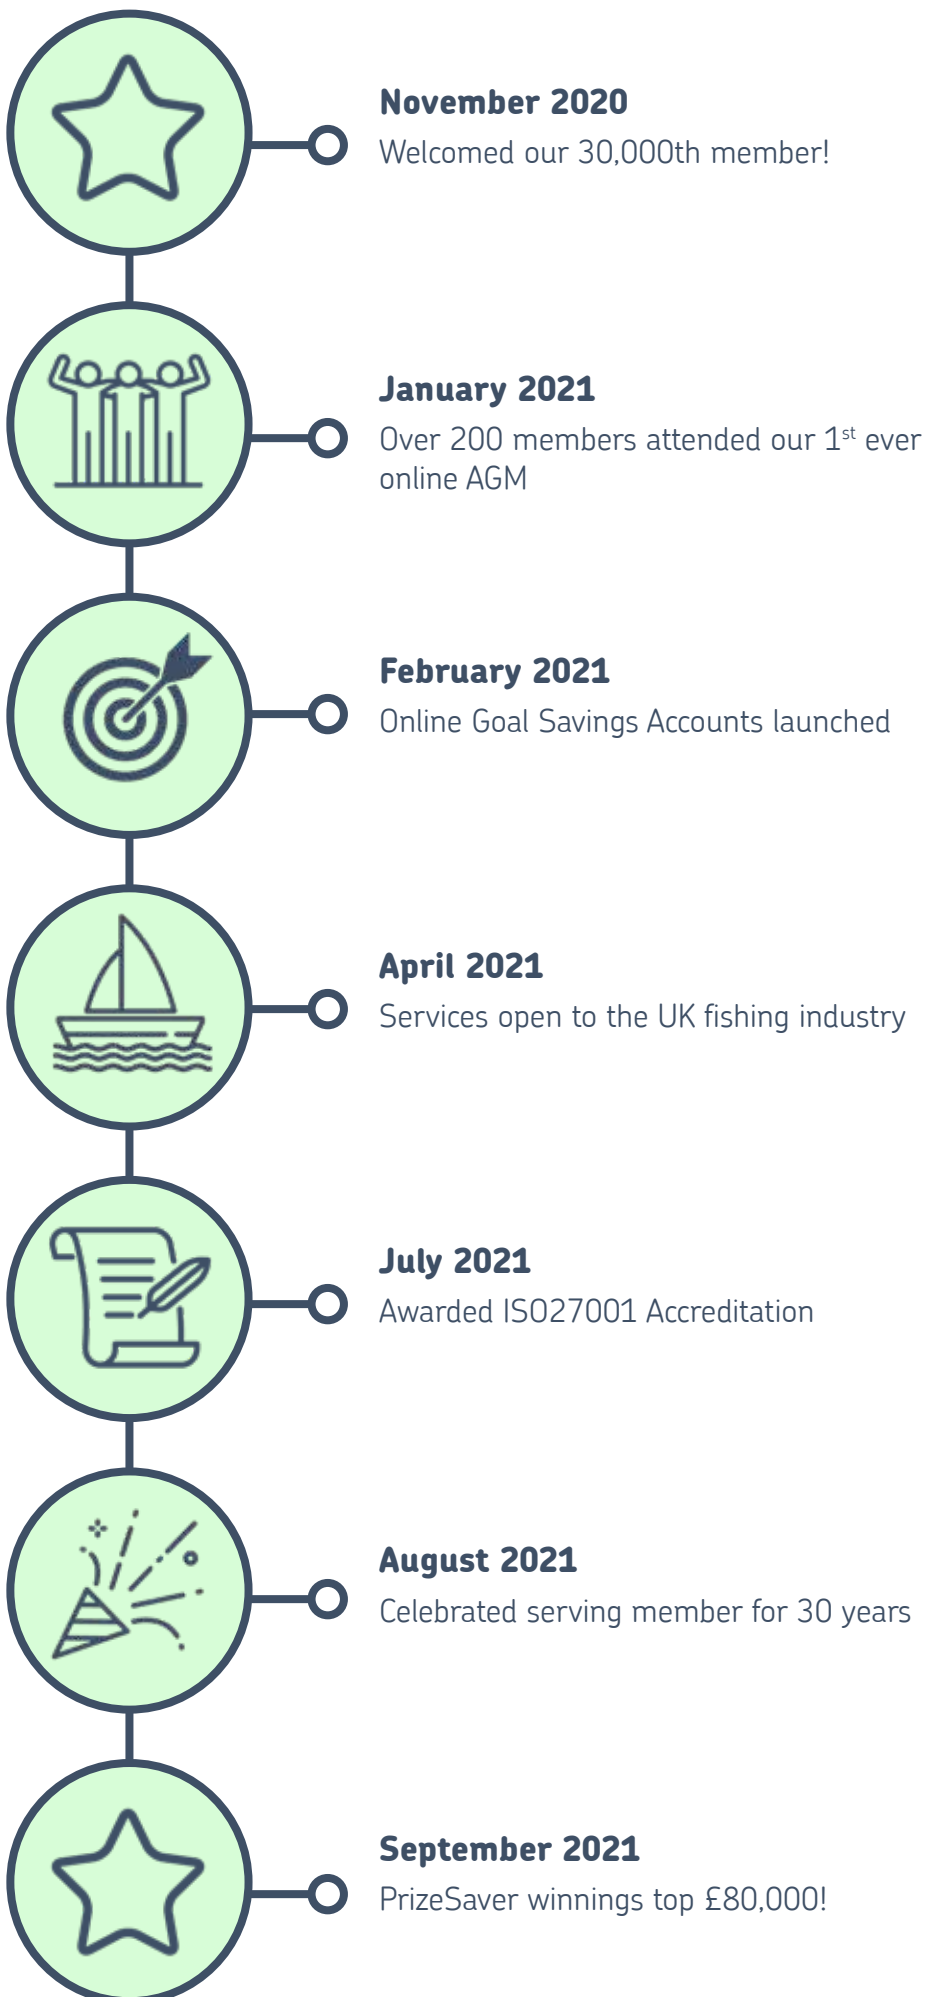 November 2020
Welcomed our 30,000th member!
January 2021
Over 200 members attended our 1st ever
online AGM
February 2021
Online Goal Savings Accounts launched
April 2021
Services open to the UK fishing industry
July 2021
Awarded ISO27001 Accreditation
August 2021
Celebrated serving member for 30 years
September 2021
PrizeSaver winnings top £80,000!